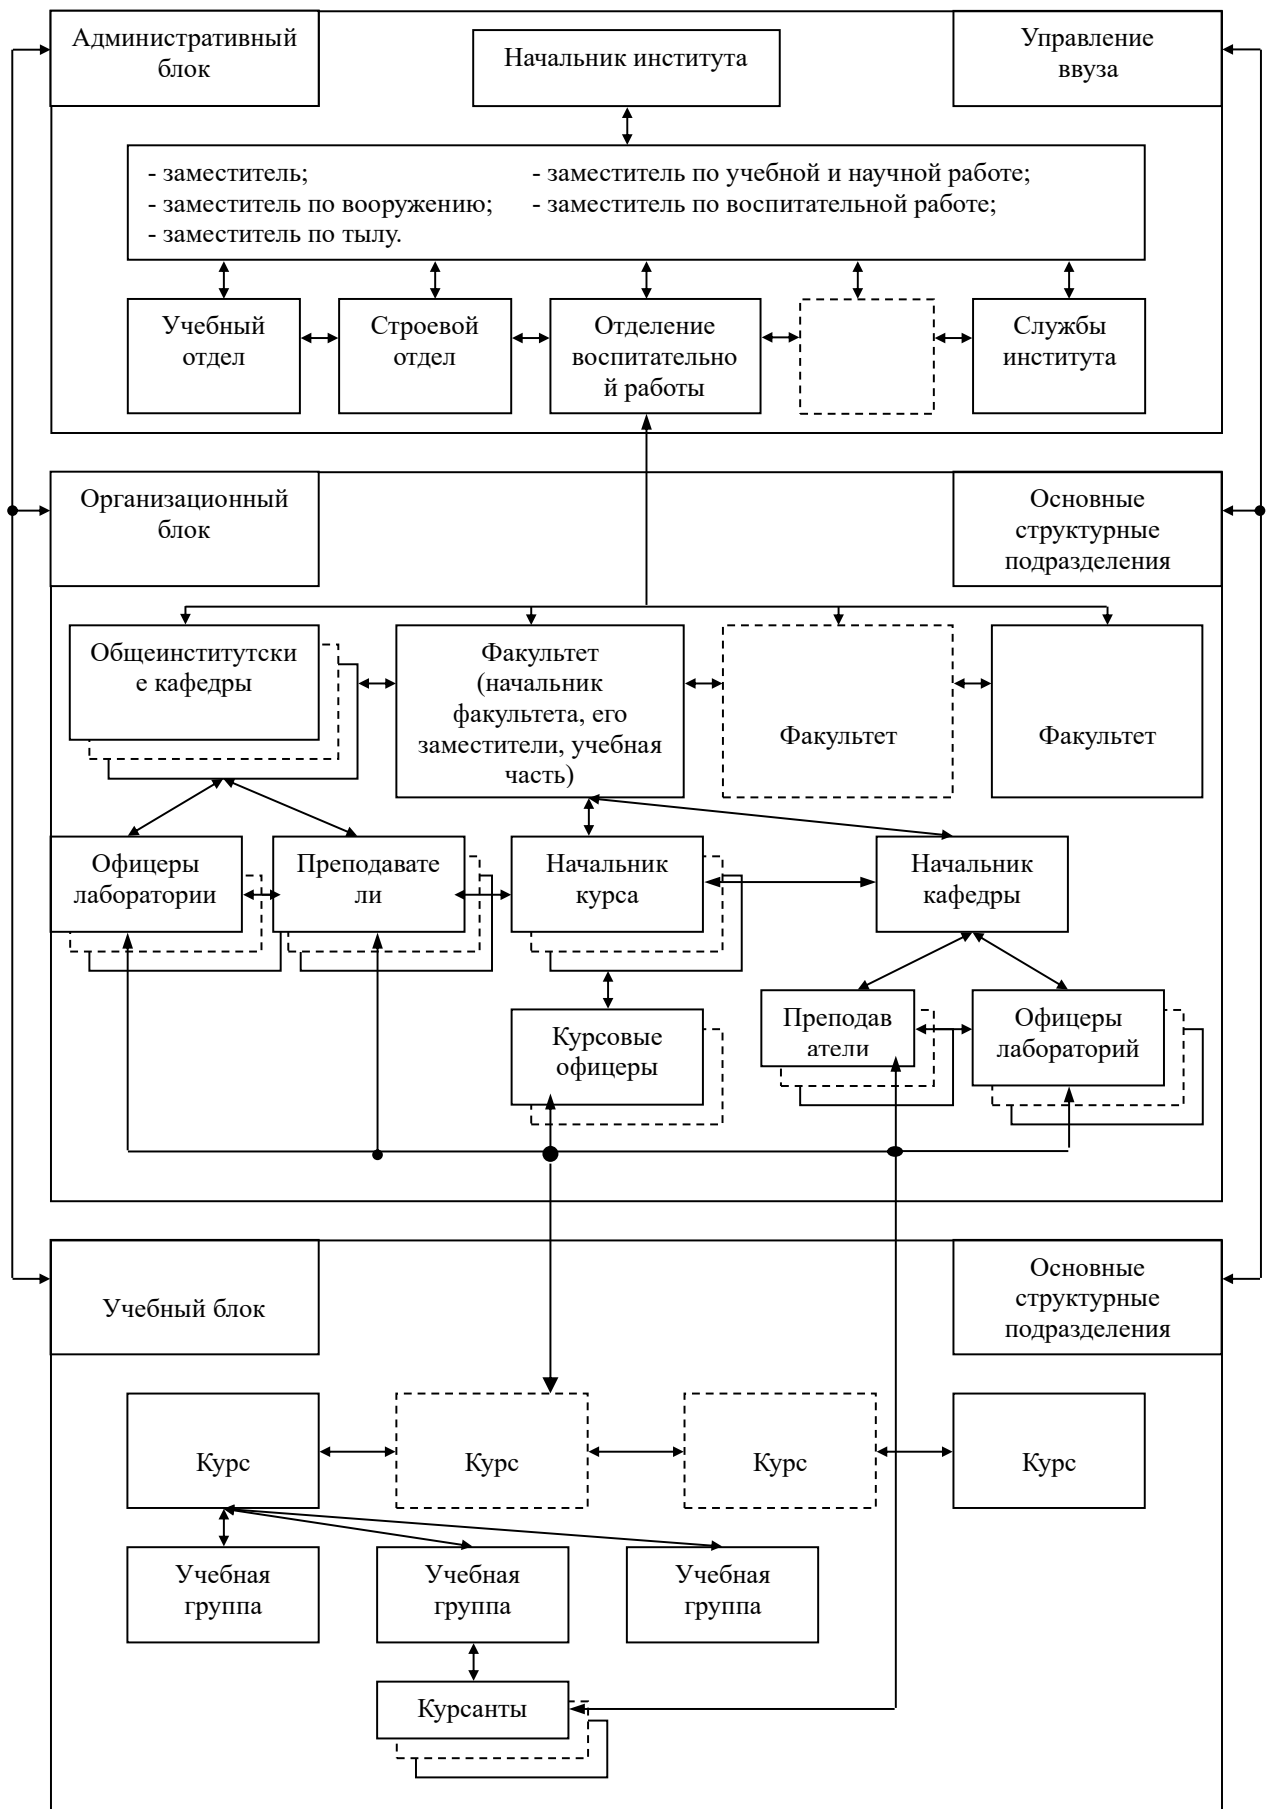 Административный
блок
Начальник института
Управление
ввуза
- заместитель;
- заместитель по учебной и научной работе;
- заместитель по вооружению;
- заместитель по воспитательной работе;
- заместитель по тылу.
Учебный
отдел
Строевой
отдел
Отделение
воспитательно
й работы
Службы
института
Организационный
блок
Основные
структурные
подразделения
Общеинститутски
е кафедры
Факультет
(начальник
факультета, его
заместители, учебная
часть)
Факультет
Факультет
Офицеры
лаборатории
Преподавате
ли
Начальник
курса
Начальник
кафедры
Курсовые
офицеры
Преподав
атели
Офицеры
лабораторий
Учебный блок
Основные
структурные
подразделения
Курс
Курс
Курс
Курс
Учебная
группа
Учебная
группа
Учебная
группа
Курсанты